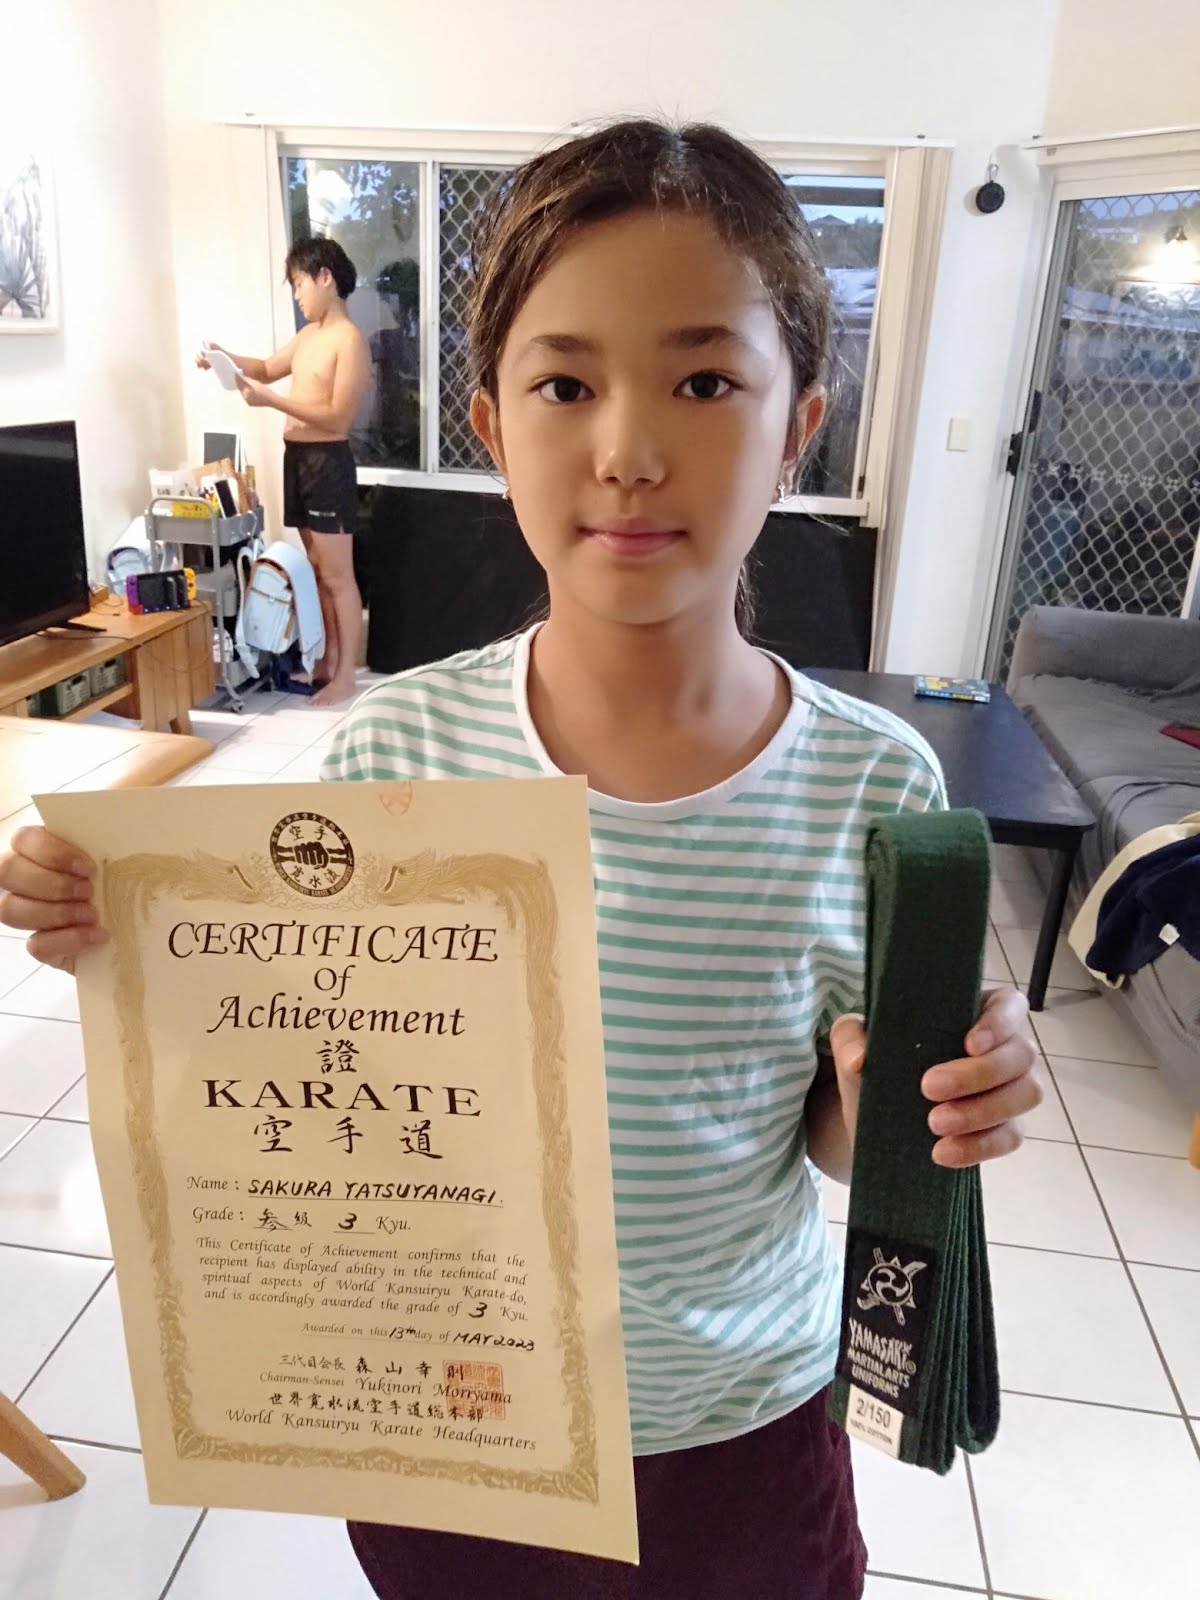 空手
寛水流
CERTIFICATE
Of
Achievement
證
KARATE
空手道
Name : SAKURA YATSUYANAGI.
Grade : 参級 3 Kyu.
This Certificate of Achievement confirms that the
recipient has displayed ability in the technical and
spiritual aspects of World Kansuiryu Karate-do,
and is accordingly awarded the grade of 3 Kyu.
Awarded on this 13th day of MAY 2023
三代目会長 森山幸則
Chairman-Sensei Yukinori Morryama
世界寛水流空手道総本部
World Kansuiryu Karate Headquarters
YAMASAKI®
MARTIAL ARTS
UNIFORMS
2/150
100% COTTON